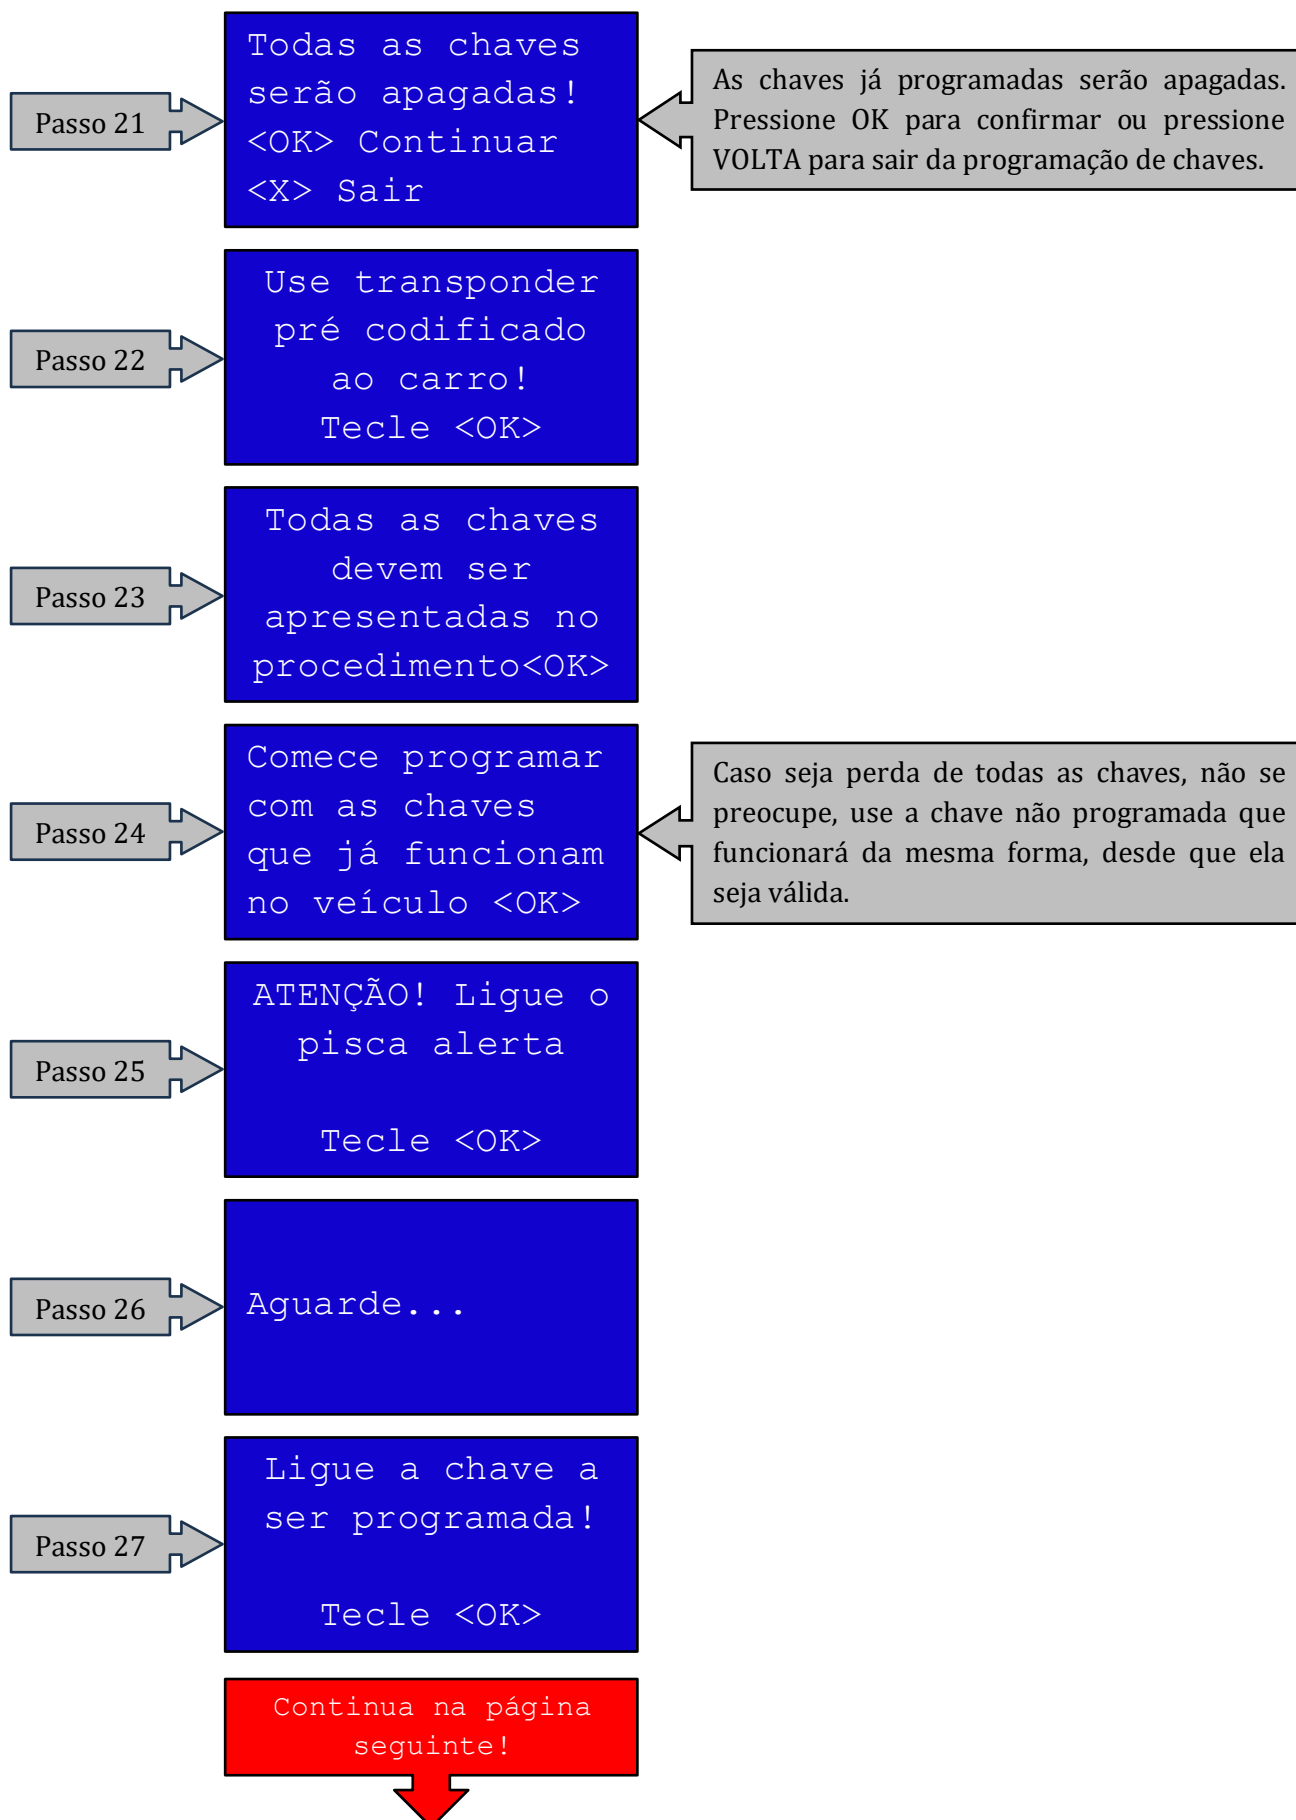 Passo 21
Todas as chaves
serão apagadas!
<OK> Continuar
<X> Sair
As chaves já programadas serão apagadas.
Pressione OK para confirmar ou pressione
VOLTA para sair da programação de chaves.
Passo 22
Use transponder
pré codificado
ao carro!
Tecle <OK>
Passo 23
Todas as chaves
devem ser
apresentadas no
procedimento<OK>
Passo 24
Comece programar
com as chaves
que já funcionam
no veículo <OK>
Caso seja perda de todas as chaves, não se
preocupe, use a chave não programada que
funcionará da mesma forma, desde que ela
seja válida.
Passo 25
ATENÇÃO! Ligue o
pisca alerta
Tecle <OK>
Passo 26
Aguarde...
Passo 27
Ligue a chave a
ser programada!
Tecle <OK>
Continua na página
seguinte!